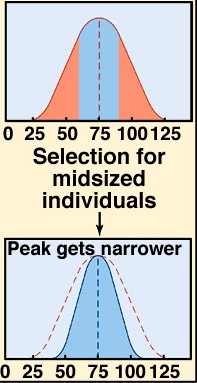 0 25 50 75 100 125
Selection for
midsized
individuals
Peak gets narrower
0 25 50 75 100 125